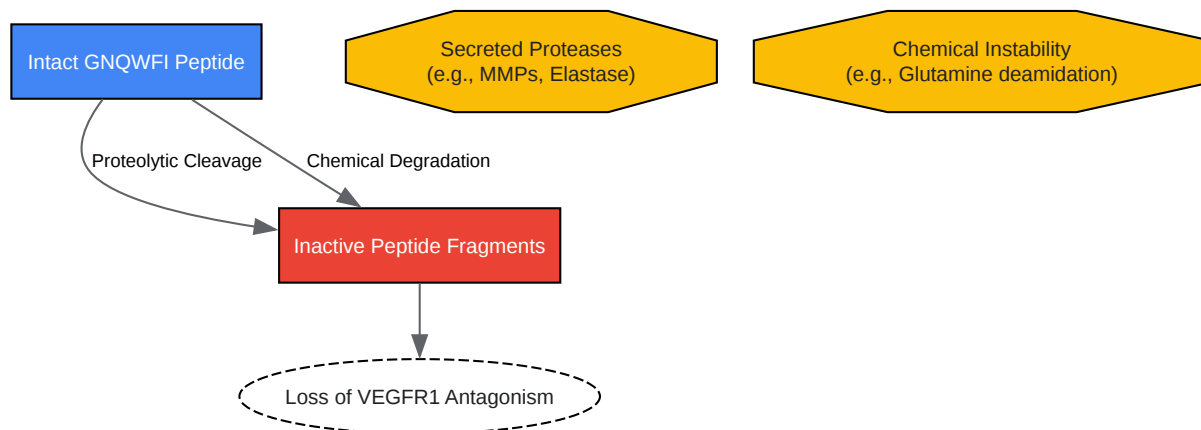 Intact GNQWFI Peptide
Secreted Proteases
(e.g., MMPs, Elastase)
Chemical Instability
(e.g., Glutamine deamidation)
Proteolytic Cleavage
Chemical Degradation
Inactive Peptide Fragments
Loss of VEGFR1 Antagonism